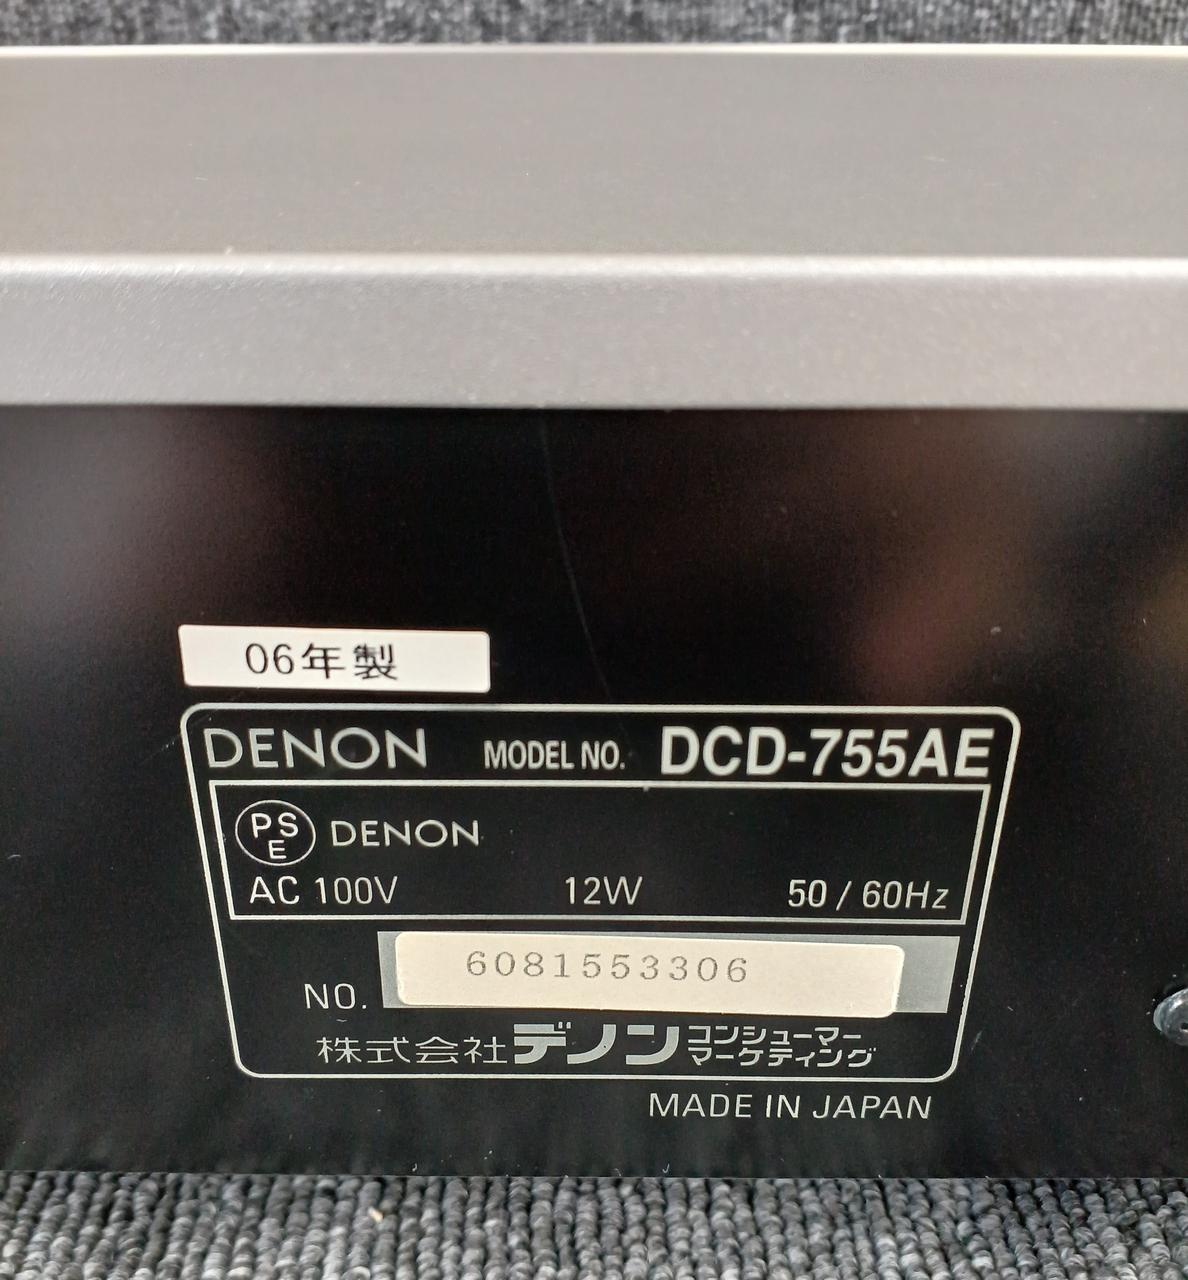 06年製
DENON MODEL NO. DCD-755AE
PSE DENON
AC 100V 12W 50 / 60Hz
NO. 6081553306
株式会社デノン コンシューマー
マーケティング
MADE IN JAPAN